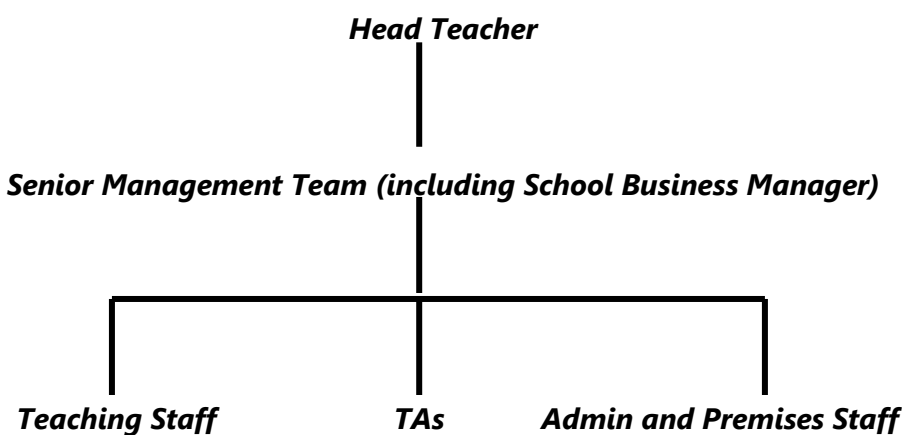 Head Teacher
Senior Management Team (including School Business Manager)
Teaching Staff TAs Admin and Premises Staff